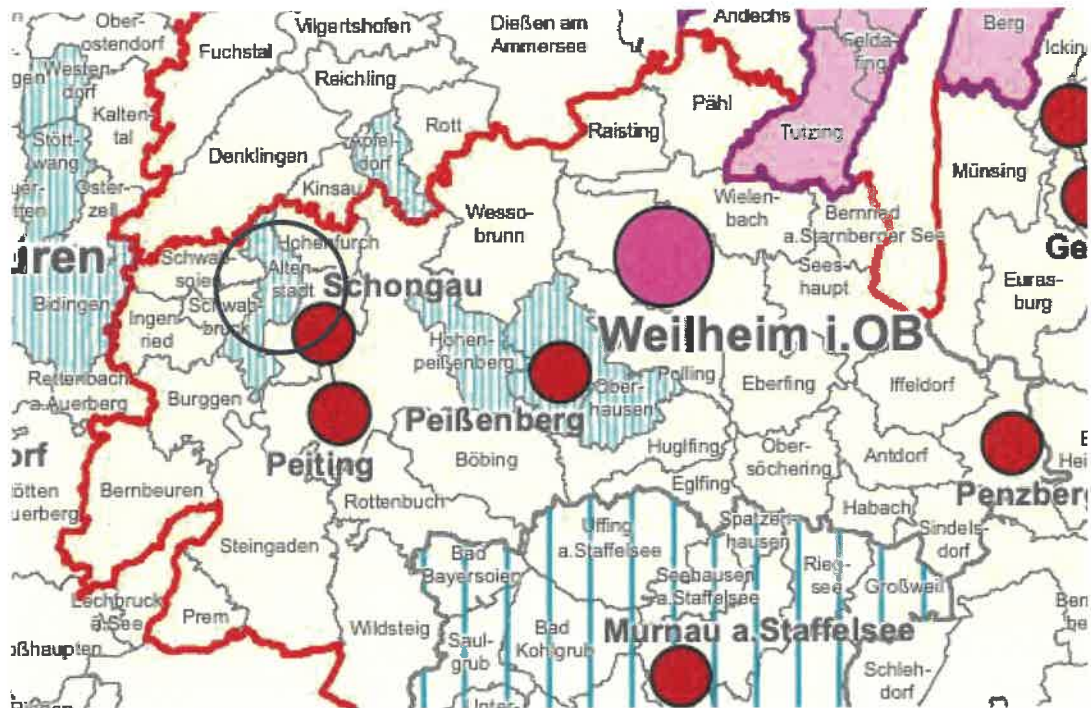 Ober-
ostendorf
Fuchstal
Vilgertshofen
Dießen am
Ammersee
Andechs
Berg
Westen
dorf
Kalten-
tal
Reichling
Felda-
fing
Pähl
Stött-
wang
Denklingen
Apfel-
dorf
Rott
Raisting
Tutzing
Münsing
Oster-
zell
Kinsau
Wesso-
brunn
Wielen-
bach
Bernried
a.Starnberger See
Hohenfurch
Schwab-
soien
Alten-
stadt
Schongau
Sees-
haupt
Euras-
burg
Bidingen
Ingen-
ried
Schwab-
bruck
Hohen-
peißenberg
Weilheim i.OB
Rettenbach
a.Auerberg
Burggen
Ober-
hausen
Polling
Eberfing
Iffeldorf
Peißenberg
Peiting
Böbing
Huglfing
Ober-
söchering
Antdorf
Bernbeuren
Rottenbuch
Eglfing
Habach
Sindels-
dorf
Steingaden
Uffing
a.Staffelsee
Spatzen-
hausen
Bad
Bayersoien
Seehausen
a.Staffelsee
Rieg-
see
Großweil
Lechbruck
a.See
Prem
Wildsteig
Saul-
grub
Bad
Kohlgrub
Murnau a.Staffelsee
Schleh-
dorf